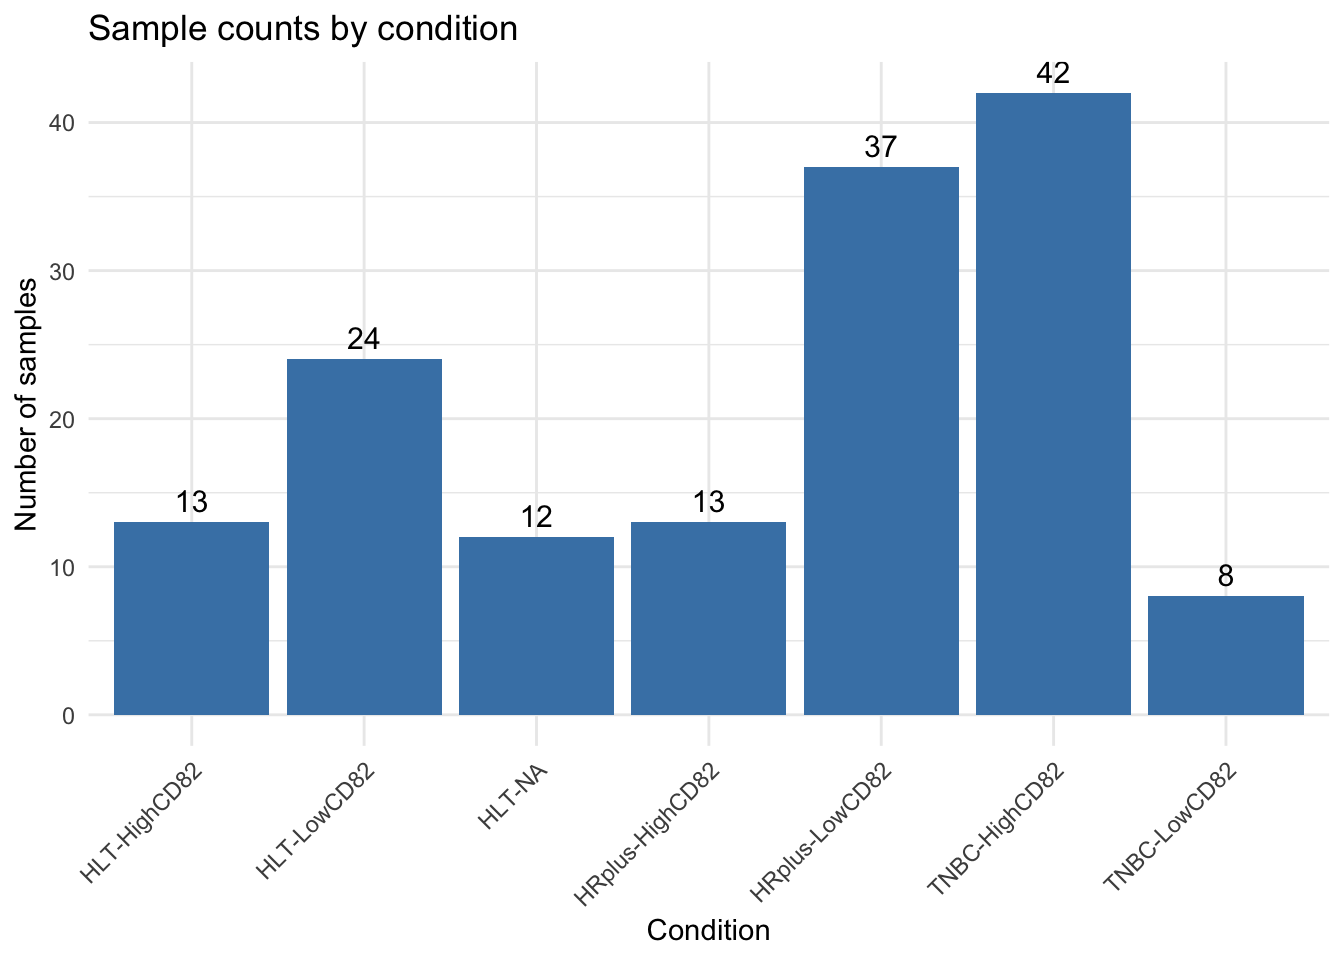 Sample counts by condition
Number of samples
40
30
20
10
0
13
24
12
13
37
42
8
HLT-HighCD82
HLT-LowCD82
HLT-NA
HRplus-HighCD82
HRplus-LowCD82
TNBC-HighCD82
TNBC-LowCD82
Condition